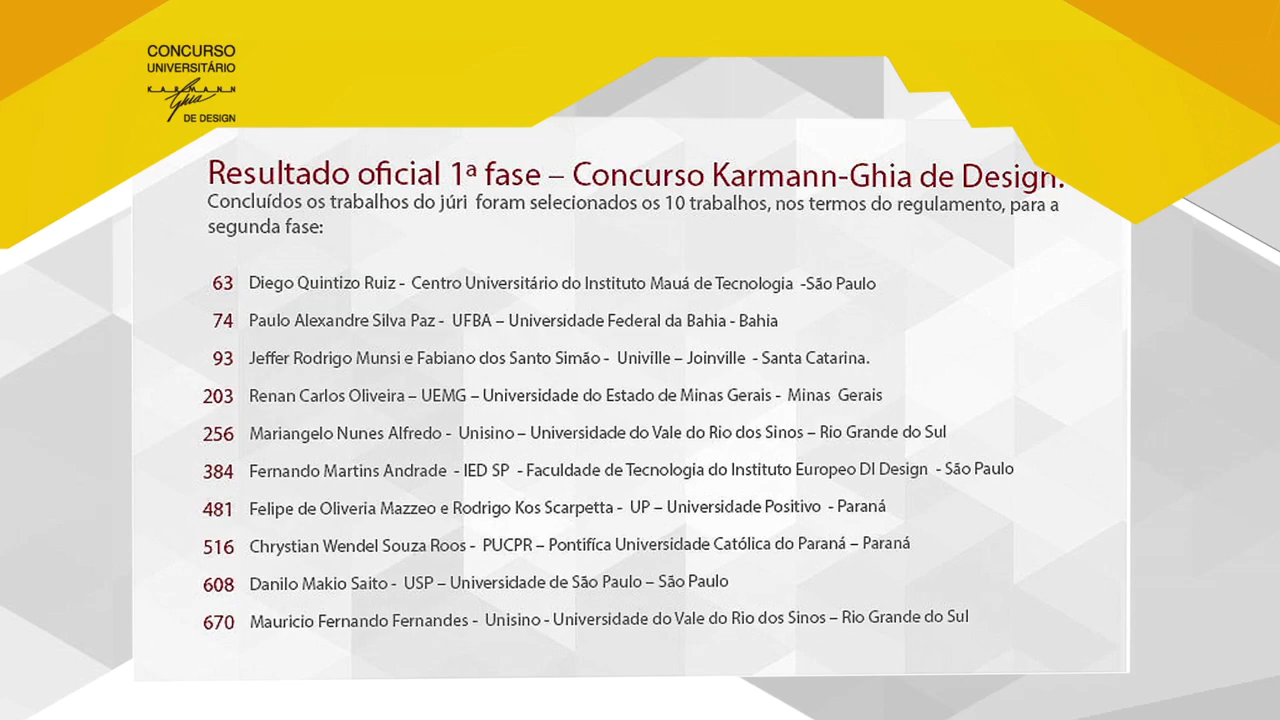 CONCURSO
UNIVERSITÁRIO
KARMANN
Ghia
DE DESIGN
Resultado oficial 1ª fase – Concurso Karmann-Ghia de Design.
Concluídos os trabalhos do júri foram selecionados os 10 trabalhos, nos termos do regulamento, para a
segunda fase:
63 Diego Quintizo Ruiz - Centro Universitário do Instituto Mauá de Tecnologia -São Paulo
74 Paulo Alexandre Silva Paz - UFBA – Universidade Federal da Bahia - Bahia
93 Jeffer Rodrigo Munsi e Fabiano dos Santo Simão - Univille – Joinville - Santa Catarina.
203 Renan Carlos Oliveira – UEMG – Universidade do Estado de Minas Gerais - Minas Gerais
256 Mariangelo Nunes Alfredo - Unisino – Universidade do Vale do Rio dos Sinos – Rio Grande do Sul
384 Fernando Martins Andrade - IED SP - Faculdade de Tecnologia do Instituto Europeo DI Design - São Paulo
481 Felipe de Oliveria Mazzeo e Rodrigo Kos Scarpetta - UP – Universidade Positivo - Paraná
516 Chrystian Wendel Souza Roos - PUCPR – Pontifíca Universidade Católica do Paraná – Paraná
608 Danilo Makio Saito - USP – Universidade de São Paulo – São Paulo
670 Mauricio Fernando Fernandes - Unisino - Universidade do Vale do Rio dos Sinos – Rio Grande do Sul